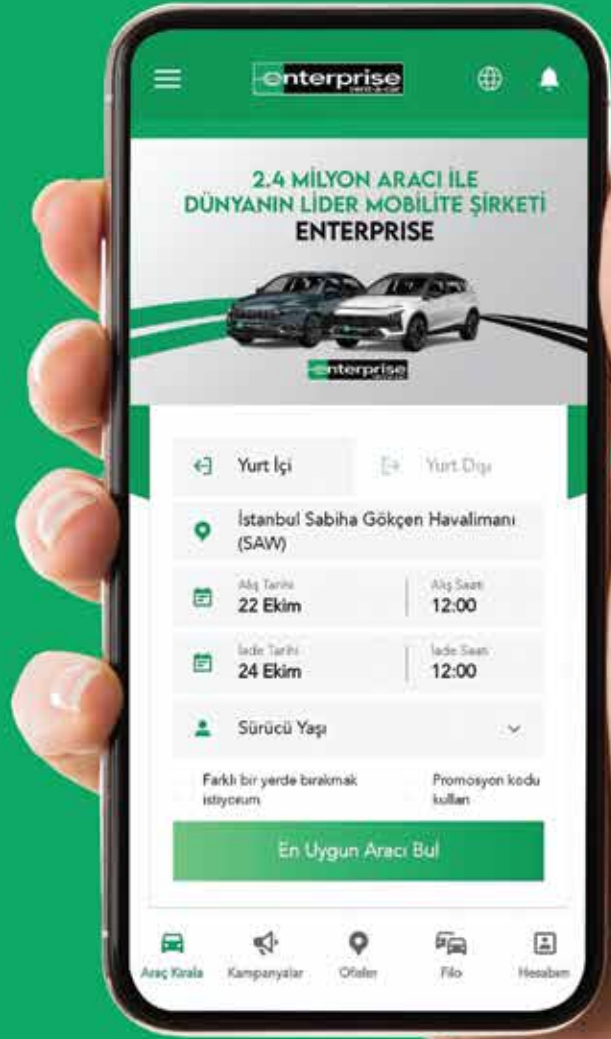 enterprise
rent-a-car
2.4 MİLYON ARACI İLE
DÜNYANIN LİDER MOBİLİTE ŞİRKETİ
ENTERPRISE
enterprise
Yurt İçi
Yurt Dışı
İstanbul Sabiha Gökçen Havalimanı
(SAW)
Alış Tarihi
Alış Saati
22 Ekim
12:00
İade Tarihi
İade Saati
24 Ekim
12:00
Sürücü Yaşı
Farklı bir yerde bırakmak
istiyorum
Promosyon kodu
kullan
En Uygun Aracı Bul
Araç Kirala
Kampanyalar
Ofisler
Filo
Hesabım